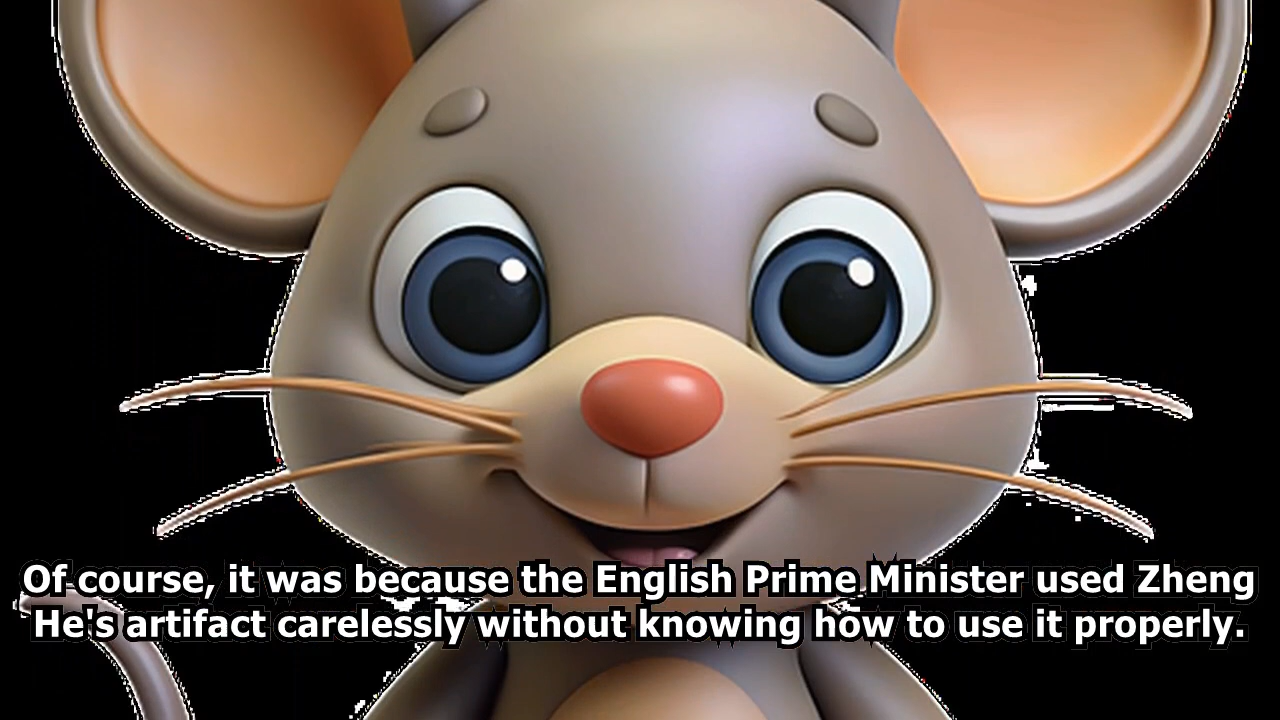 Of course, it was because the English Prime Minister used Zheng
He's artifact carelessly without knowing how to use it properly.